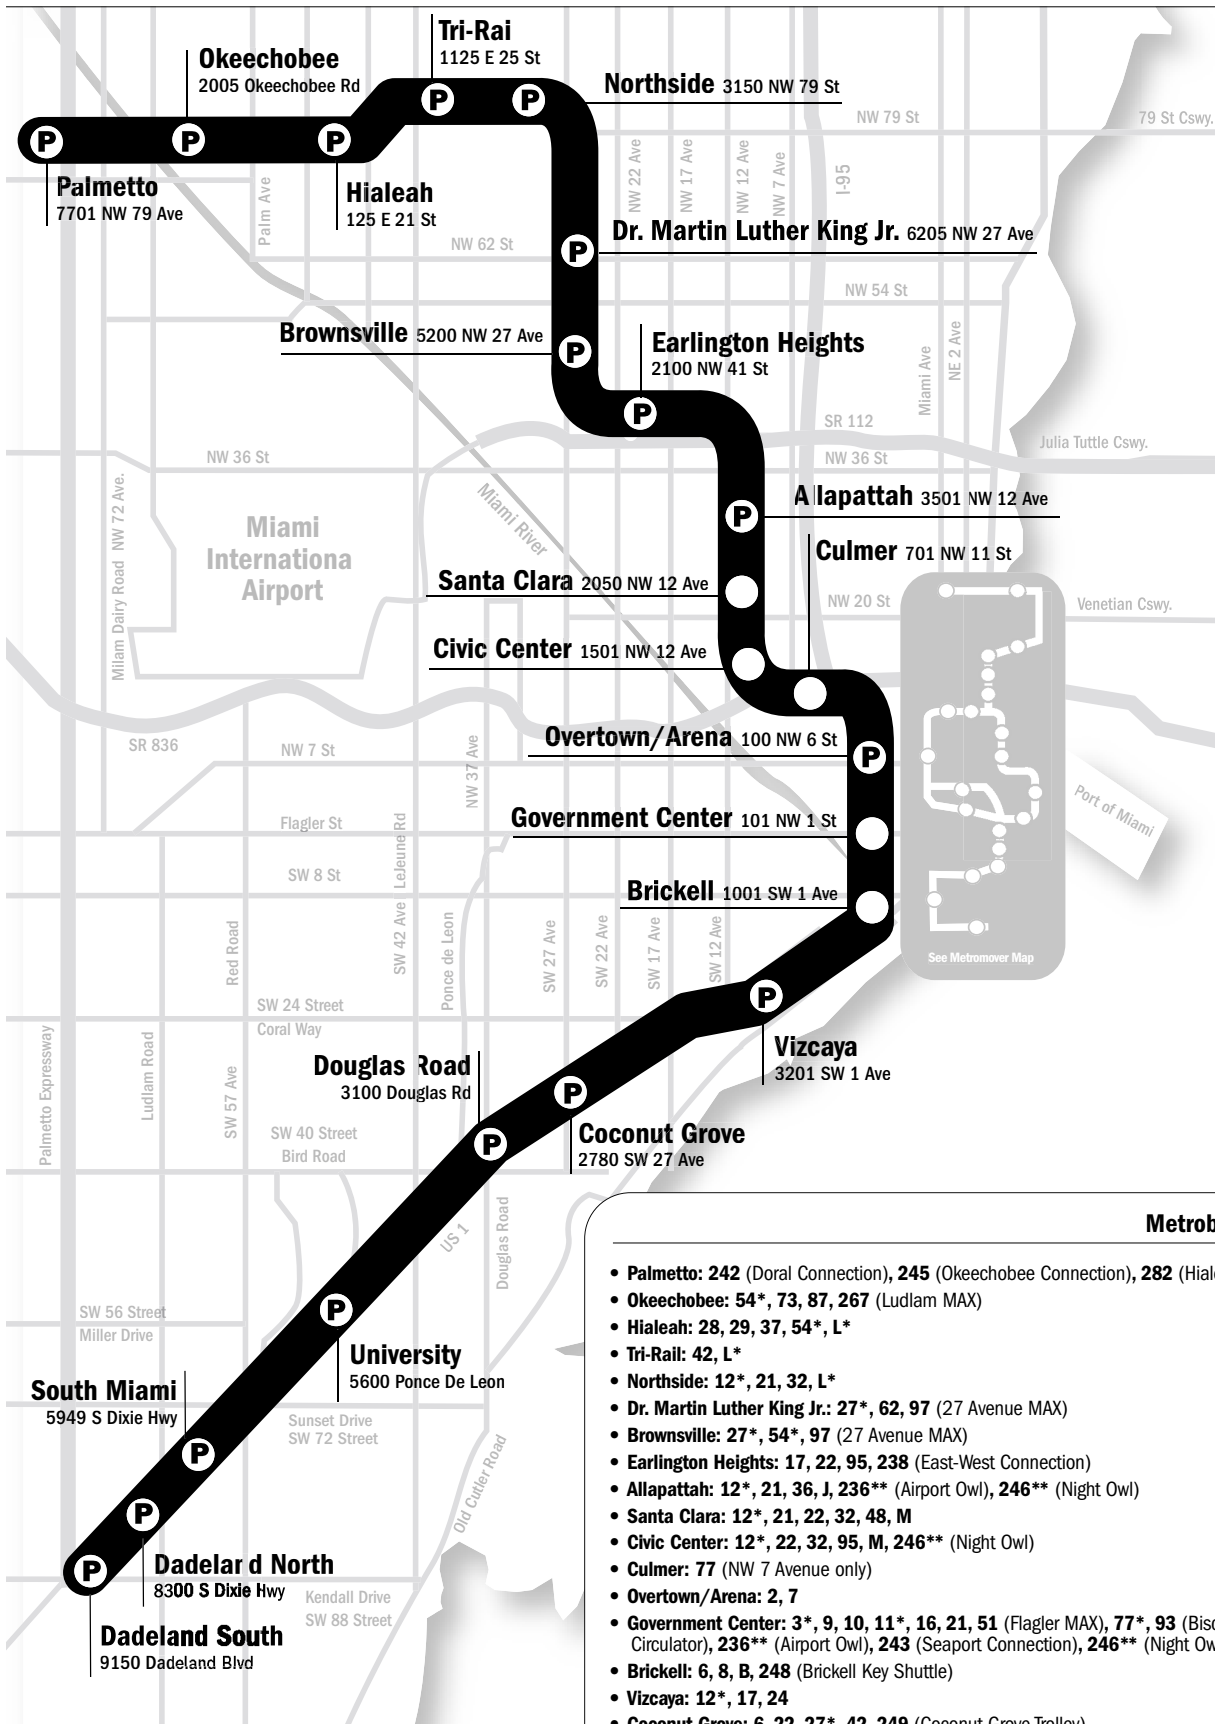 Tri-Rai
1125 E 25 St
Okeechobee
2005 Okeechobee Rd
Northside 3150 NW 79 St
NW 79 St
79 St Cswy.
P
P
P
P
P
Palmetto
7701 NW 79 Ave
Hialeah
125 E 21 St
Palm Ave
NW 22 Ave
NW 17 Ave
NW 12 Ave
NW 7 Ave
I-95
Dr. Martin Luther King Jr. 6205 NW 27 Ave
P
NW 62 St
NW 54 St
Brownsville 5200 NW 27 Ave
P
Earlington Heights
2100 NW 41 St
P
Miami Ave
NE 2 Ave
SR 112
Julia Tuttle Cswy.
NW 36 St
NW 36 St
Allapattah 3501 NW 12 Ave
P
Miami River
Milam Dairy Road NW 72 Ave.
Miami
Internationa
Airport
Culmer 701 NW 11 St
Santa Clara 2050 NW 12 Ave
NW 20 St
Venetian Cswy.
Civic Center 1501 NW 12 Ave
SR 836
NW 7 St
NW 37 Ave
Overtown/Arena 100 NW 6 St
P
Port of Miami
Flagler St
LeJeune Rd
Government Center 101 NW 1 St
SW 8 St
Brickell 1001 SW 1 Ave
Red Road
SW 42 Ave
Ponce de Leon
SW 27 Ave
SW 22 Ave
SW 17 Ave
SW 12 Ave
See Metromover Map
SW 24 Street
Coral Way
P
Vizcaya
3201 SW 1 Ave
Palmetto Expressway
Ludlam Road
SW 57 Ave
Douglas Road
3100 Douglas Rd
P
Coconut Grove
2780 SW 27 Ave
P
SW 40 Street
Bird Road
US 1
Douglas Road
SW 56 Street
Miller Drive
P
University
5600 Ponce De Leon
South Miami
5949 S Dixie Hwy
P
Sunset Drive
SW 72 Street
Old Cutler Road
P
Dadeland North
8300 S Dixie Hwy
P
Kendall Drive
SW 88 Street
Dadeland South
9150 Dadeland Blvd
Metrob
• Palmetto: 242 (Doral Connection), 245 (Okeechobee Connection), 282 (Hial
• Okeechobee: 54*, 73, 87, 267 (Ludlam MAX)
• Hialeah: 28, 29, 37, 54*, L*
• Tri-Rail: 42, L*
• Northside: 12*, 21, 32, L*
• Dr. Martin Luther King Jr.: 27*, 62, 97 (27 Avenue MAX)
• Brownsville: 27*, 54*, 97 (27 Avenue MAX)
• Earlington Heights: 17, 22, 95, 238 (East-West Connection)
• Allapattah: 12*, 21, 36, J, 236** (Airport Owl), 246** (Night Owl)
• Santa Clara: 12*, 21, 22, 32, 48, M
• Civic Center: 12*, 22, 32, 95, M, 246** (Night Owl)
• Culmer: 77 (NW 7 Avenue only)
• Overtown/Arena: 2, 7
• Government Center: 3*, 9, 10, 11*, 16, 21, 51 (Flagler MAX), 77*, 93 (Bisc
Circulator), 236** (Airport Owl), 243 (Seaport Connection), 246** (Night Ow
• Brickell: 6, 8, B, 248 (Brickell Key Shuttle)
• Vizcaya: 12*, 17, 24
• Coconut Grove: 6, 22, 27*, 42, 249 (Coconut Grove Trolley)